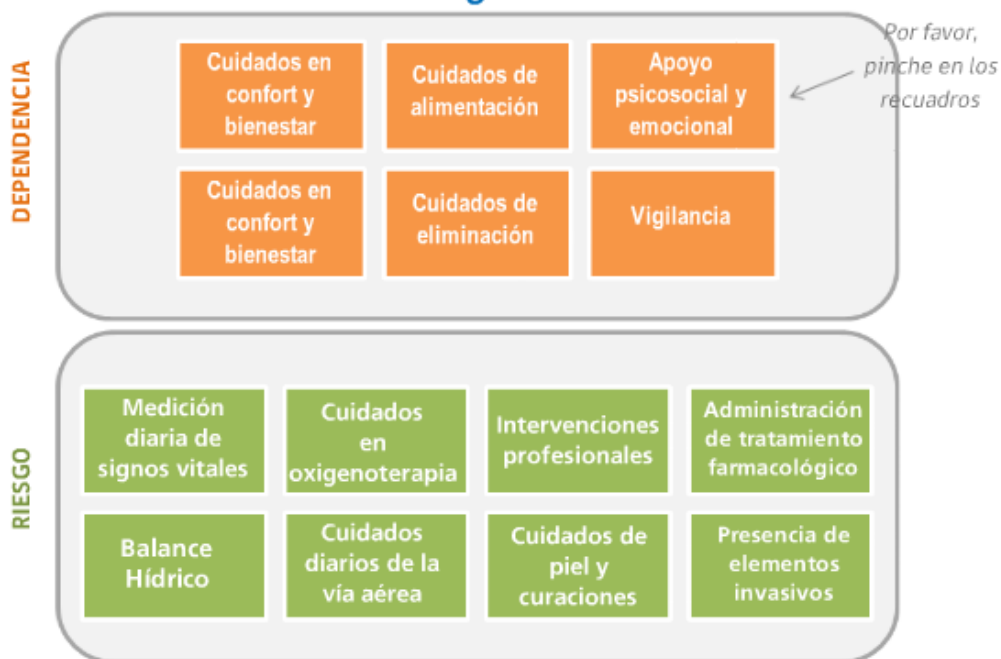 DEPENDENCIA
Cuidados en
confort y
bienestar
Cuidados de
alimentación
Apoyo
psicosocial y
emocional
Por favor,
pinche en los
recuadros
Cuidados en
confort y
bienestar
Cuidados de
eliminación
Vigilancia
RIESGO
Medición
diaria de
signos vitales
Cuidados
en
oxigenoterapia
Intervenciones
profesionales
Administración
de tratamiento
farmacológico
Balance
Hídrico
Cuidados
diarios de la
vía aérea
Cuidados de
piel y
curaciones
Presencia de
elementos
invasivos